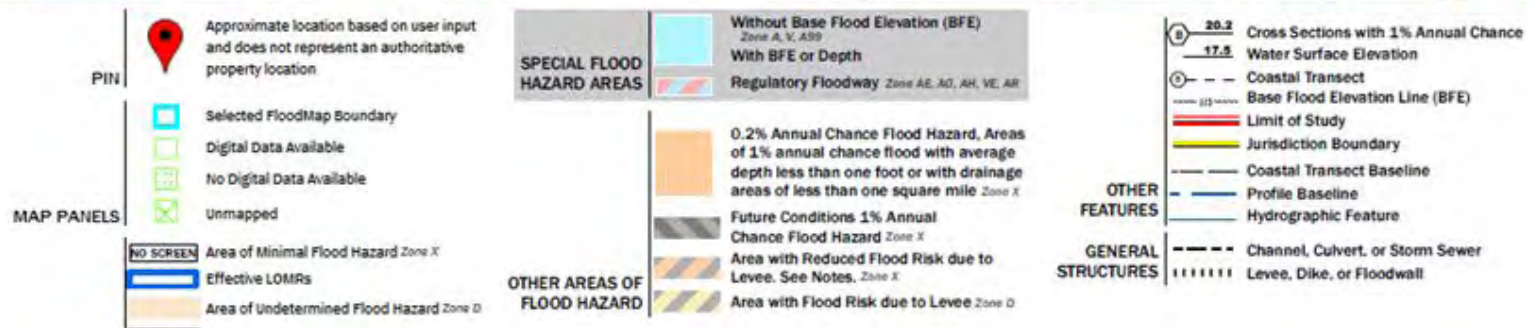 Approximate location based on user input
and does not represent an authoritative
property location
PIN
Selected FloodMap Boundary
Digital Data Available
No Digital Data Available
Unmapped
MAP PANELS
NO SCREEN Area of Minimal Flood Hazard Zone X
Effective LOMRs
Area of Undetermined Flood Hazard Zone D
SPECIAL FLOOD
HAZARD AREAS
Without Base Flood Elevation (BFE)
Zone A, V, A99
With BFE or Depth
Regulatory Floodway Zone AE, AO, AH, VE, AR
0.2% Annual Chance Flood Hazard, Areas
of 1% annual chance flood with average
depth less than one foot or with drainage
areas of less than one square mile Zone X
Future Conditions 1% Annual
Chance Flood Hazard Zone X
Area with Reduced Flood Risk due to
Levee. See Notes. Zone X
Area with Flood Risk due to Levee Zone D
OTHER AREAS OF
FLOOD HAZARD
B 20.2 Cross Sections with 1% Annual Chance
17.5 Water Surface Elevation
Coastal Transect
Base Flood Elevation Line (BFE)
Limit of Study
Jurisdiction Boundary
Coastal Transect Baseline
Profile Baseline
Hydrographic Feature
OTHER
FEATURES
GENERAL
STRUCTURES
Channel, Culvert, or Storm Sewer
Levee, Dike, or Floodwall